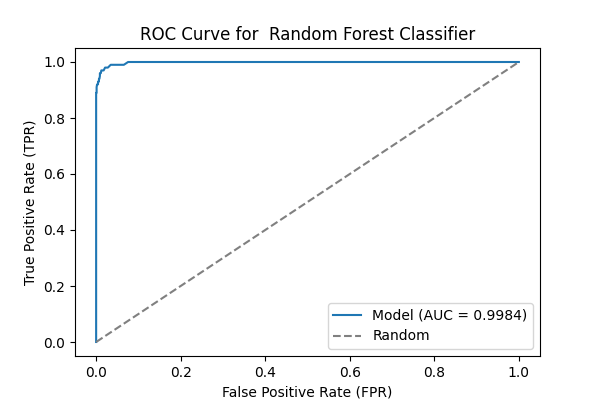 ROC Curve for  Random Forest Classifier
True Positive Rate (TPR)
1.0
0.8
0.6
0.4
0.2
0.0
Model (AUC = 0.9984)
Random
0.0 0.2 0.4 0.6 0.8 1.0
False Positive Rate (FPR)